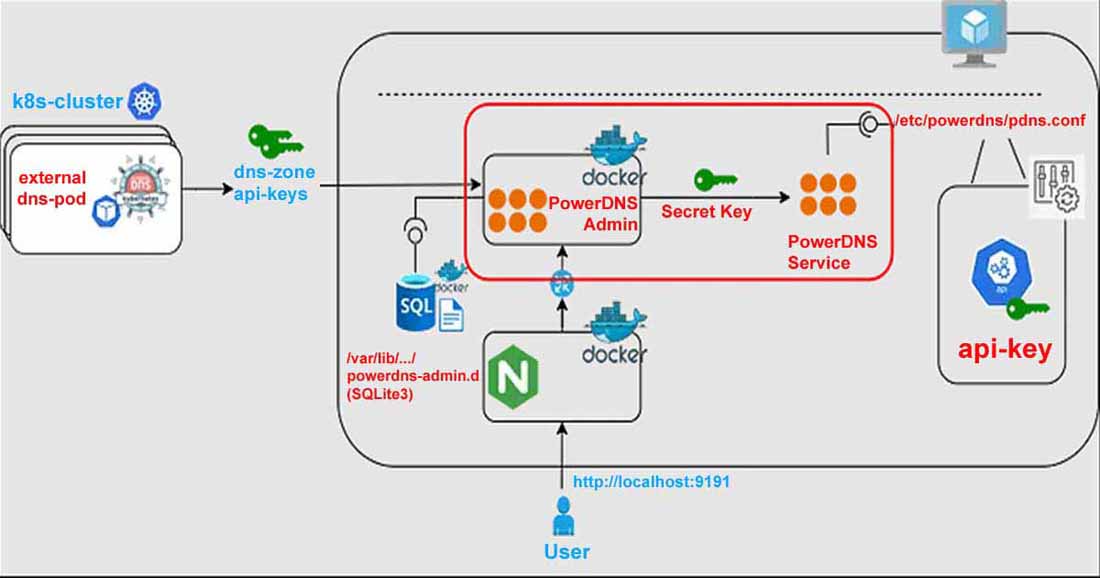 k8s-cluster
external
dns-pod
DNS
kubernetes
dns-zone
api-keys
docker
PowerDNS
Admin
Secret Key
PowerDNS
Service
/etc/powerdns/pdns.conf
api
api-key
SQL
docker
/var/lib/.../
powerdns-admin.d
(SQLite3)
docker
N
http://localhost:9191
User